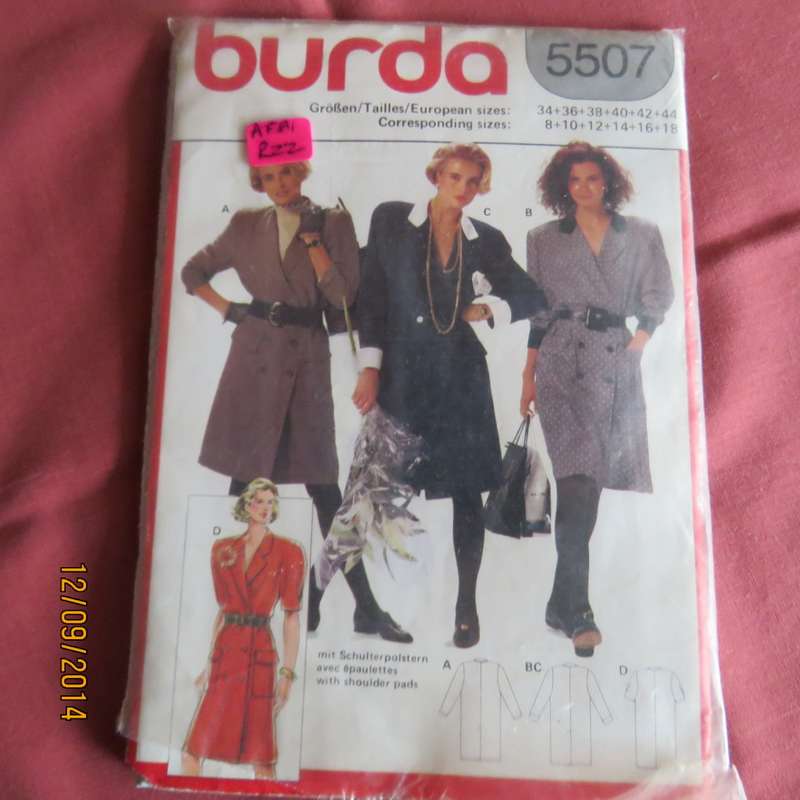 burda
5507
Größen/Tailles/European sizes: 34+36+38+40+42+44
Corresponding sizes: 8+10+12+14+16+18
AFAI
R22
A
C
B
D
mit Schulterpolstern
avec épaulettes
with shoulder pads
A
BC
D
12/09/2014